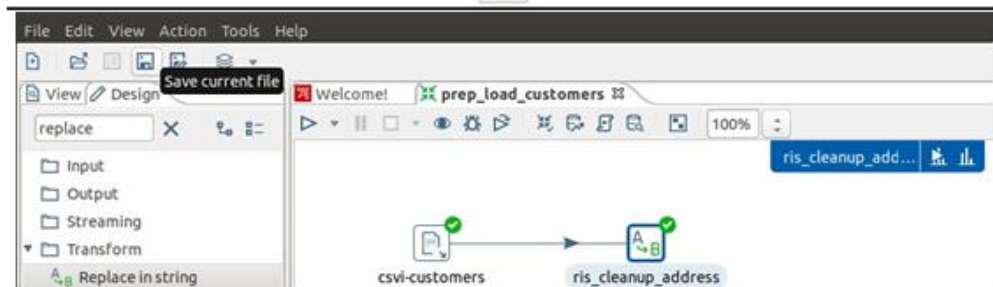 File Edit View Action Tools Help
Save current file
View Design
Welcome! prep_load_customers
replace
100%
ris_cleanup_add...
Input
Output
Streaming
Transform
Replace in string
csvi-customers
ris_cleanup_address